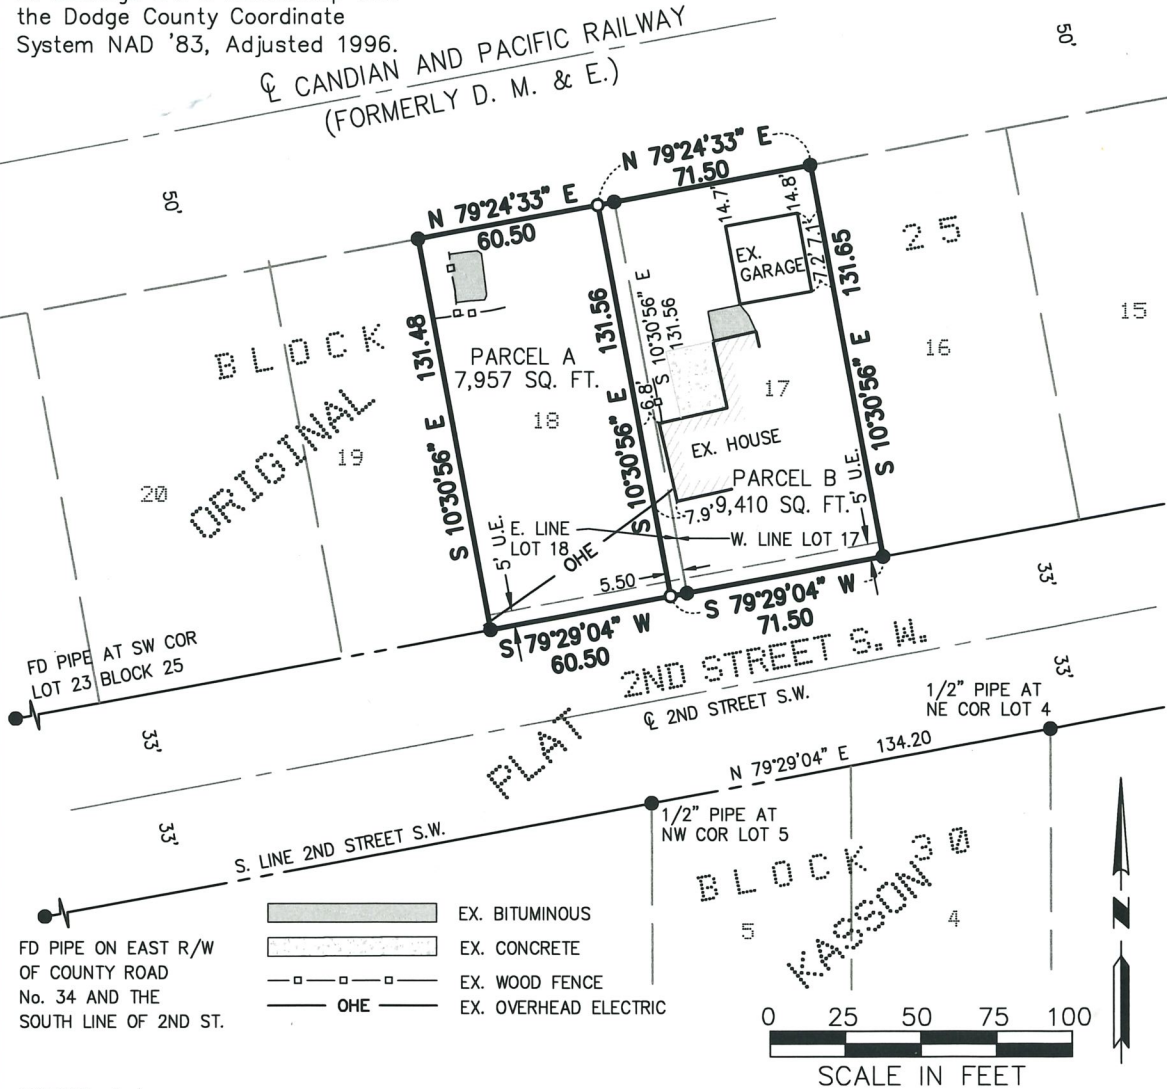 the Dodge County Coordinate
System NAD '83, Adjusted 1996.
℄ CANDIAN AND PACIFIC RAILWAY
(FORMERLY D. M. & E.)
50'
50'
N 79°24'33" E
71.50
N 79°24'33" E
60.50
14.7'
14.8'
EX.
GARAGE
7.1'
7.2'
131.65
S 10°30'56" E
25
15
16
BLOCK
ORIGINAL
131.48
S 10°30'56" E
PARCEL A
7,957 SQ. FT.
18
131.56
S 10°30'56" E
S 10°30'56" E
131.56
6.8'
17
EX. HOUSE
PARCEL B
9,410 SQ. FT.
7.9'
19
20
5' U.E.
E. LINE
LOT 18
OHE
W. LINE LOT 17
5' U.E.
5.50
S 79°29'04" W
60.50
S 79°29'04" W
71.50
33'
FD PIPE AT SW COR
LOT 23 BLOCK 25
2ND STREET S.W.
℄ 2ND STREET S.W.
33'
33'
PLAT
1/2" PIPE AT
NE COR LOT 4
N 79°29'04" E 134.20
1/2" PIPE AT
NW COR LOT 5
33'
S. LINE 2ND STREET S.W.
BLOCK 30
KASSON
5
4
FD PIPE ON EAST R/W
OF COUNTY ROAD
No. 34 AND THE
SOUTH LINE OF 2ND ST.
EX. BITUMINOUS
EX. CONCRETE
EX. WOOD FENCE
OHE
EX. OVERHEAD ELECTRIC
N
0 25 50 75 100
SCALE IN FEET